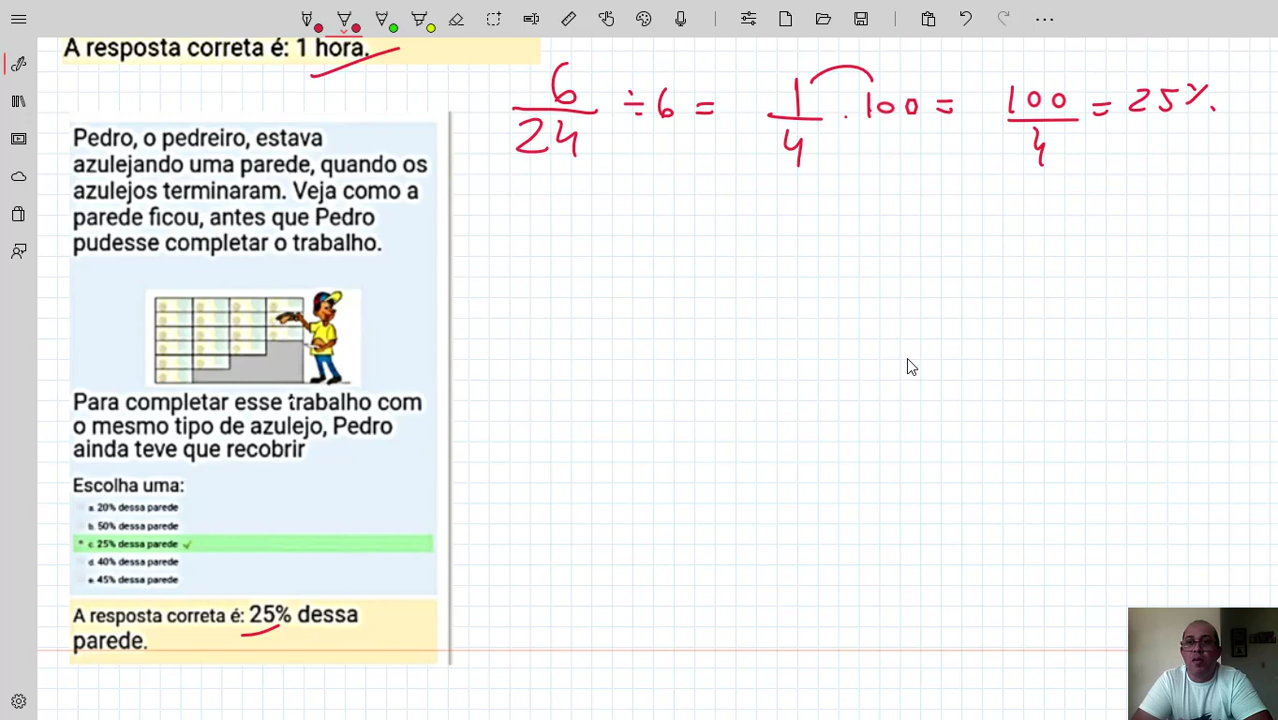 A resposta correta é: 1 hora.
6/24 ÷ 6 = 1/4 . 100 = 100/4 = 25%.
Pedro, o pedreiro, estava
azulejando uma parede, quando os
azulejos terminaram. Veja como a
parede ficou, antes que Pedro
pudesse completar o trabalho.
Para completar esse trabalho com
o mesmo tipo de azulejo, Pedro
ainda teve que recobrir
Escolha uma:
a. 20% dessa parede
b. 50% dessa parede
c. 25% dessa parede ✓
d. 40% dessa parede
e. 45% dessa parede
A resposta correta é: 25% dessa
parede.